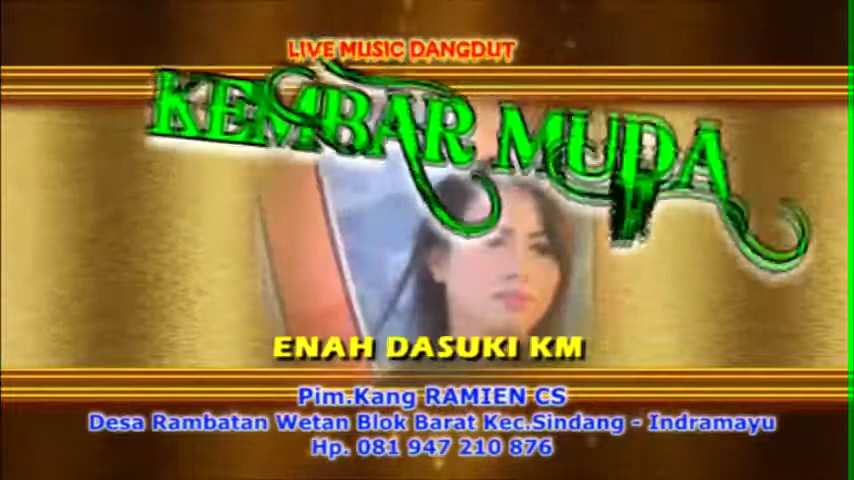 LIVE MUSIC DANGDUT
KEMBAR MUDA
ENAH DASUKI KM
Pim.Kang RAMIEN CS
Desa Rambatan Wetan Blok Barat Kec.Sindang - Indramayu
Hp. 081 947 210 876